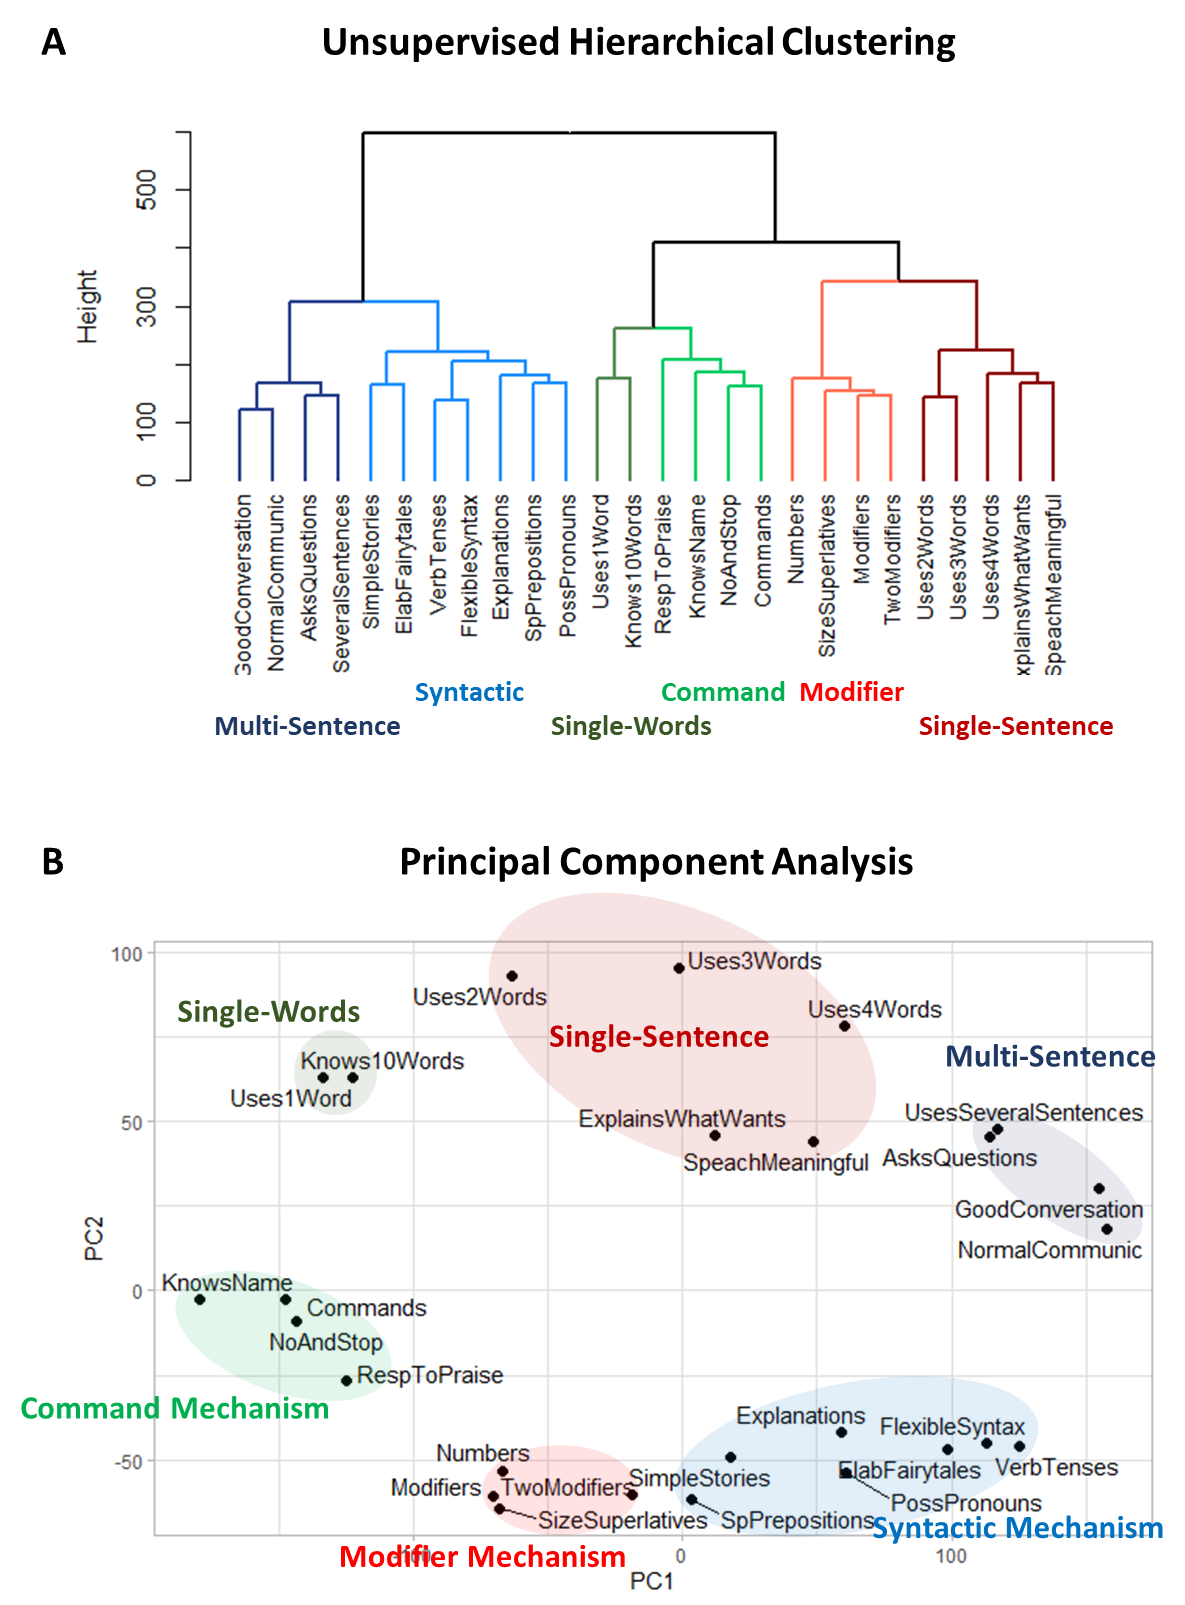 A
Unsupervised Hierarchical Clustering
Height
500
300
100
0
GoodConversation
NormalCommunic
AsksQuestions
SeveralSentences
SimpleStories
ElabFairytales
VerbTenses
FlexibleSyntax
Explanations
SpPrepositions
PossPronouns
Uses1Word
Knows10Words
RespToPraise
KnowsName
NoAndStop
Commands
Numbers
SizeSuperlatives
Modifiers
TwoModifiers
Uses2Words
Uses3Words
Uses4Words
xplainsWhatWants
SpeachMeaningful
Syntactic
Command
Modifier
Multi-Sentence
Single-Words
Single-Sentence
B
Principal Component Analysis
PC2
100
50
0
-50
Uses3Words
Uses2Words
Uses4Words
Single-Words
Single-Sentence
Multi-Sentence
Knows10Words
Uses1Word
UsesSeveralSentences
ExplainsWhatWants
AsksQuestions
SpeachMeaningful
GoodConversation
NormalCommunic
KnowsName
Commands
NoAndStop
RespToPraise
Command Mechanism
Explanations
FlexibleSyntax
Numbers
SimpleStories
ElabFairytales
VerbTenses
Modifiers
TwoModifiers
PossPronouns
SizeSuperlatives
SpPrepositions
Syntactic Mechanism
Modifier Mechanism
-100
0
100
PC1